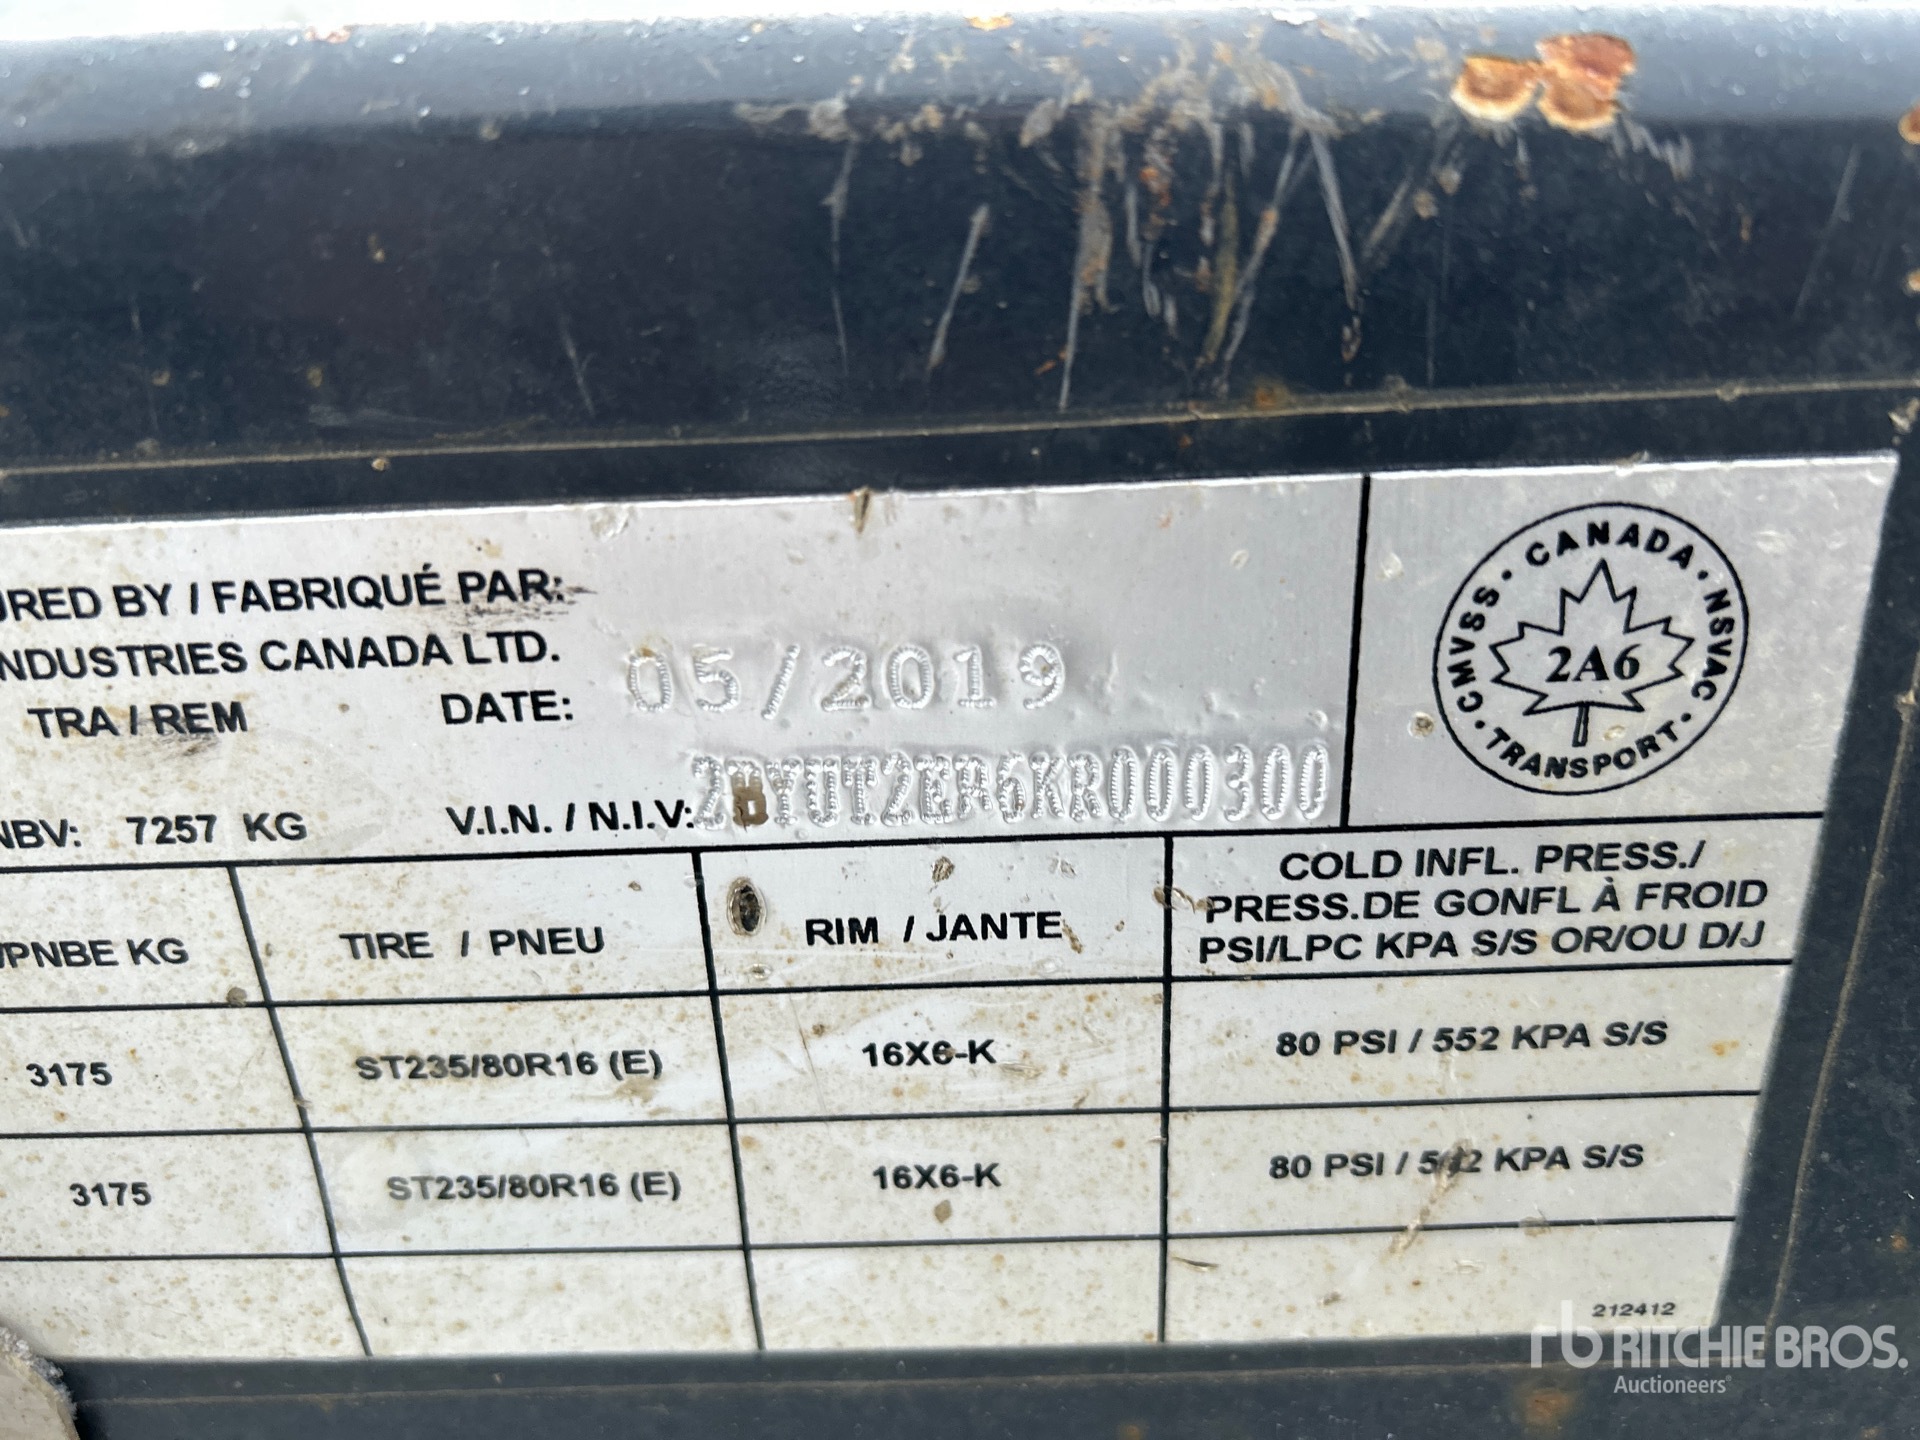 URED BY / FABRIQUÉ PAR:
NDUSTRIES CANADA LTD.
TRA / REM DATE: 05/2019
NBV: 7257 KG V.I.N. / N.I.V:
CANADA • NSVAC • TRANSPORT • CMVSS •
2A6
/PNBE KG TIRE / PNEU RIM / JANTE COLD INFL. PRESS./
PRESS.DE GONFL À FROID
PSI/LPC KPA S/S OR/OU D/J
3175 ST235/80R16 (E) 16X6-K 80 PSI / 552 KPA S/S
3175 ST235/80R16 (E) 16X6-K 80 PSI / KPA S/S
212412
rb RITCHIE BROS.
Auctioneers